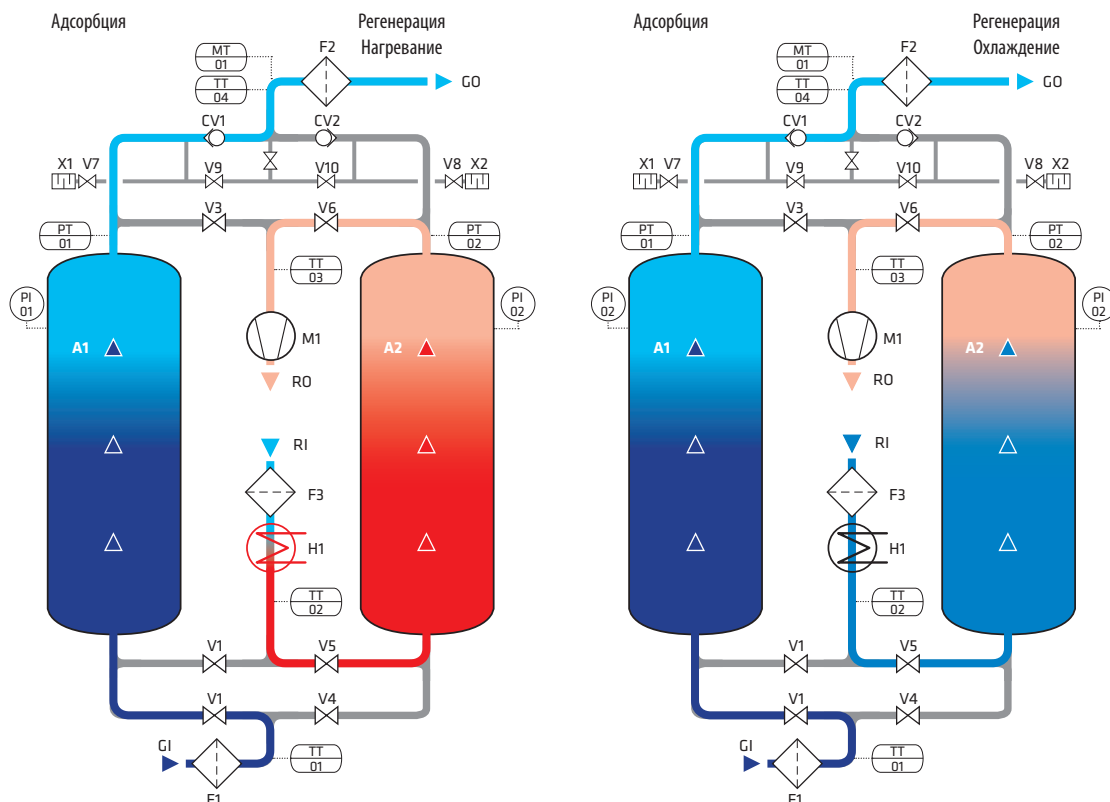 Адсорбция
Регенерация
Нагревание
MT
01
TT
04
F2
GO
CV1
CV2
X1 V7
V9
V10
V8 X2
V3
V6
PT
01
PT
02
TT
03
PI
01
PI
02
A1
M1
A2
RO
RI
F3
H1
TT
02
V1
V5
V1
V4
GI
TT
01
F1
Адсорбция
Регенерация
Охлаждение
MT
01
TT
04
F2
GO
CV1
CV2
X1 V7
V9
V10
V8 X2
V3
V6
PT
01
PT
02
TT
03
PI
02
PI
02
A1
M1
A2
RO
RI
F3
H1
TT
02
V1
V5
V1
V4
GI
TT
01
F1